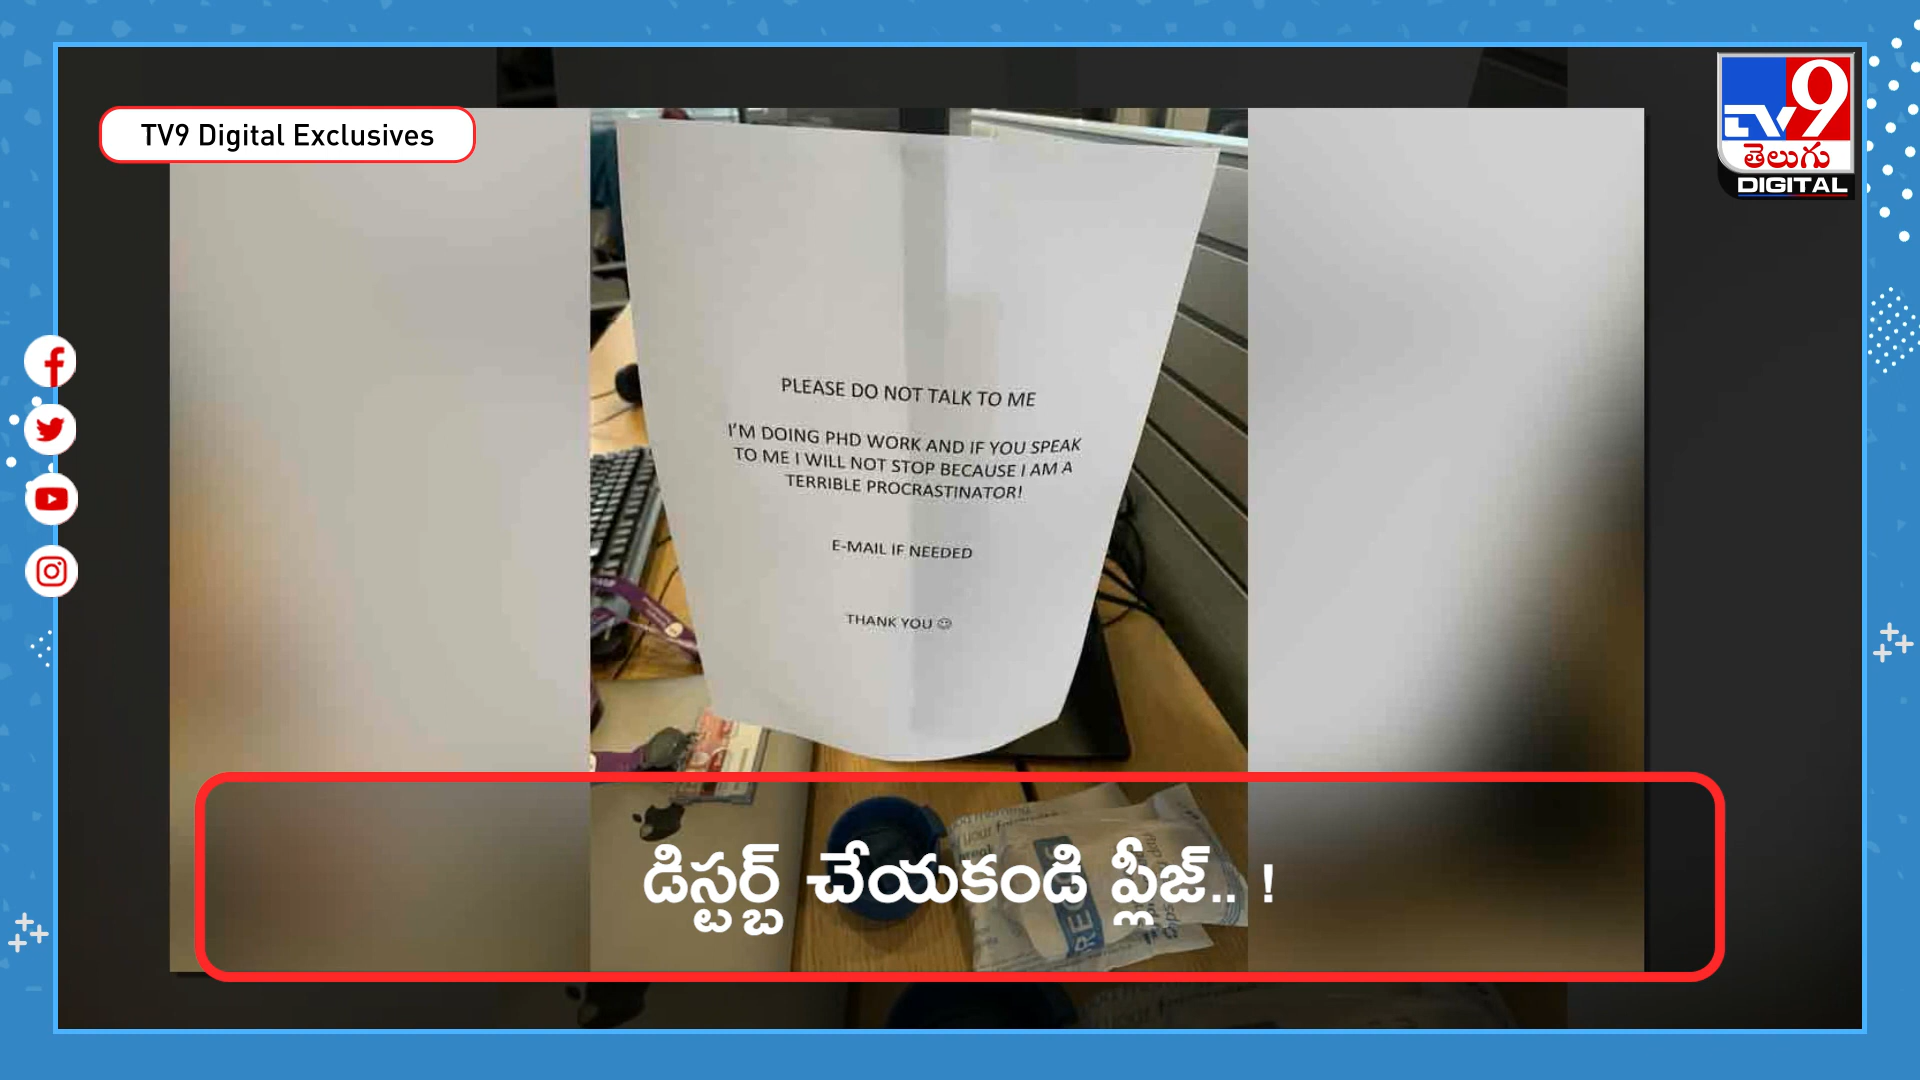 TV9 Digital Exclusives
TV9
తెలుగు
DIGITAL
PLEASE DO NOT TALK TO ME
I'M DOING PHD WORK AND IF YOU SPEAK
TO ME I WILL NOT STOP BECAUSE I AM A
TERRIBLE PROCRASTINATOR!
E-MAIL IF NEEDED
THANK YOU ☺
డిస్టర్బ్ చేయకండి ప్లీజ్.. !